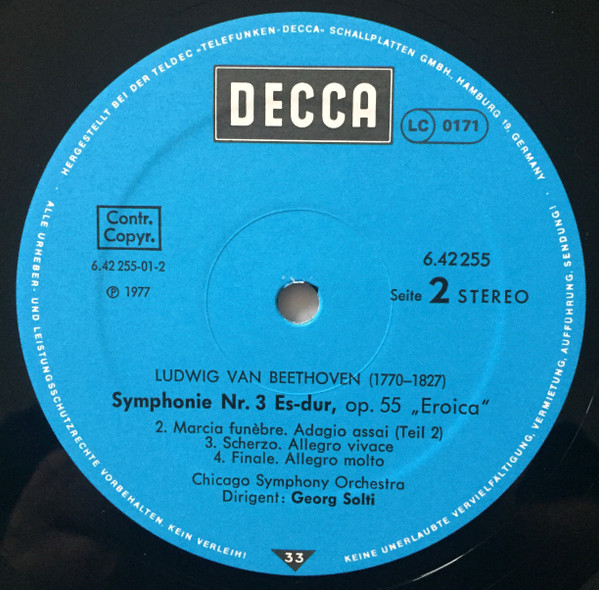 HERGESTELLT BEI DER TELDEC »TELEFUNKEN-DECCA« SCHALLPLATTEN GMBH., HAMBURG 19, GERMANY ·
DECCA
LC 0171
Contr.
Copyr.
6.42 255-01-2
℗ 1977
6.42 255
Seite 2 STEREO
LUDWIG VAN BEETHOVEN (1770–1827)
Symphonie Nr. 3 Es-dur, op. 55 „Eroica“
2. Marcia funèbre. Adagio assai (Teil 2)
3. Scherzo. Allegro vivace
4. Finale. Allegro molto
Chicago Symphony Orchestra
Dirigent: Georg Solti
33
· ALLE URHEBER- UND LEISTUNGSSCHUTZRECHTE VORBEHALTEN. KEIN VERLEIH!
KEINE UNERLAUBTE VERVIELFÄLTIGUNG, VERMIETUNG, AUFFÜHRUNG, SENDUNG!